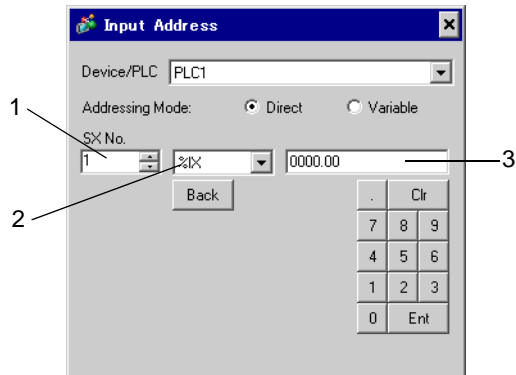 Input Address
Device/PLC PLC1
Addressing Mode: Direct Variable
1
SX No.
1 %IX 0000.00 3
2 Back . Clr
7 8 9
4 5 6
1 2 3
0 Ent